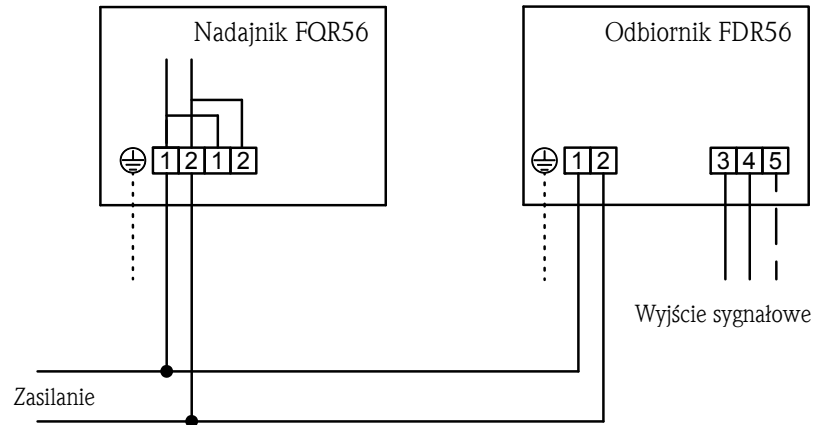 Nadajnik FQR56
Odbiornik FDR56
1 2 1 2
1 2
3 4 5
Wyjście sygnałowe
Zasilanie